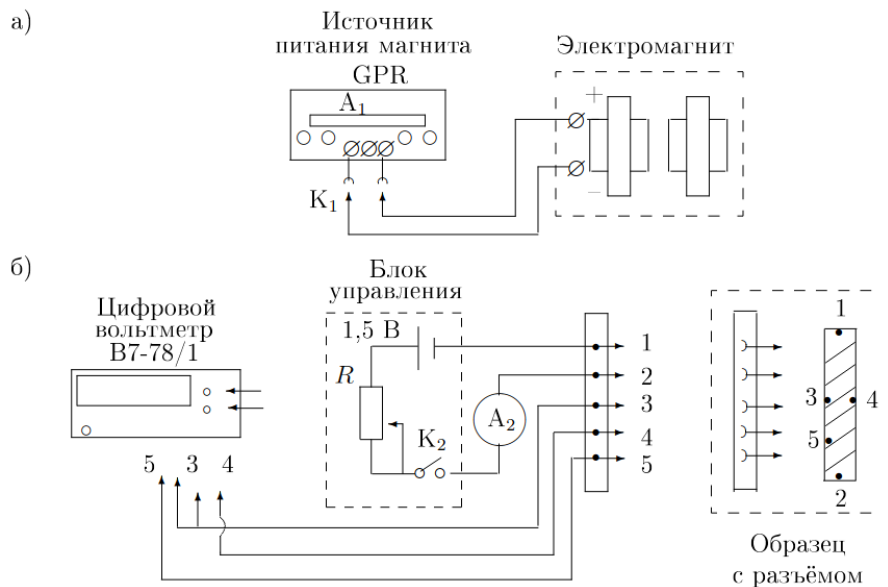 а)
Источник
питания магнита
GPR
A₁
K₁
Электромагнит
+
−
б)
Цифровой
вольтметр
В7-78/1
5 3 4
Блок
управления
1,5 В
R
K₂
A₂
1
2
3
4
5
1
3 4
5
2
Образец
с разъёмом